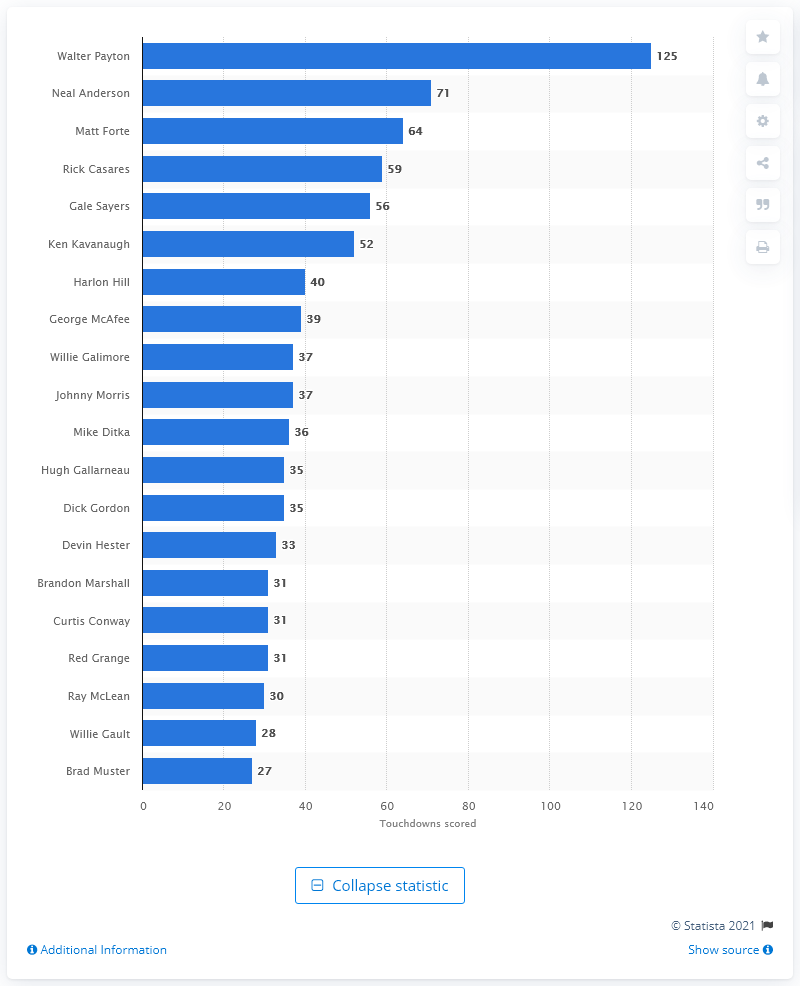 Walter Payton 125
Neal Anderson 71
Matt Forte 64
Rick Casares 59
Gale Sayers 56
Ken Kavanaugh 52
Harlon Hill 40
George McAfee 39
Willie Galimore 37
Johnny Morris 37
Mike Ditka 36
Hugh Gallarneau 35
Dick Gordon 35
Devin Hester 33
Brandon Marshall 31
Curtis Conway 31
Red Grange 31
Ray McLean 30
Willie Gault 28
Brad Muster 27
0 20 40 60 80 100 120 140
Touchdowns scored
Collapse statistic
© Statista 2021
Additional Information
Show source